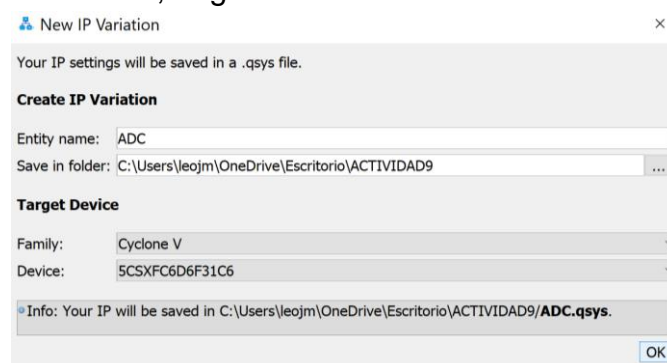 New IP Variation
Your IP settings will be saved in a .qsys file.
Create IP Variation
Entity name: ADC
Save in folder: C:\Users\leojm\OneDrive\Escritorio\ACTIVIDAD9 ...
Target Device
Family: Cyclone V
Device: 5CSXFC6D6F31C6
Info: Your IP will be saved in C:\Users\leojm\OneDrive\Escritorio\ACTIVIDAD9/ADC.qsys.
OK